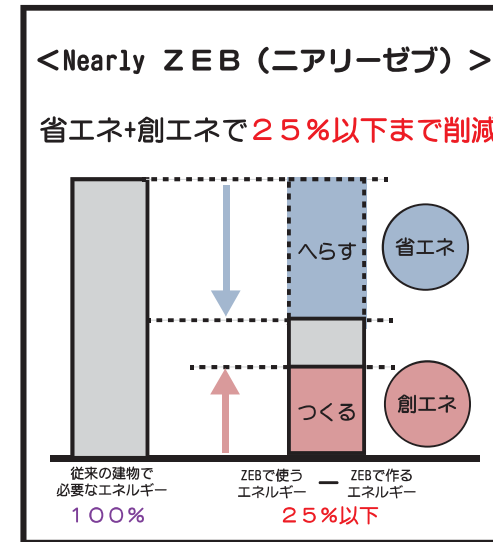 ＜Nearly ＺＥＢ（ニアリーゼブ）＞
省エネ+創エネで２５％以下まで削減
へらす
省エネ
つくる
創エネ
従来の建物で
必要なエネルギー
１００％
ZEBで使う
エネルギー
－
ZEBで作る
エネルギー
２５％以下